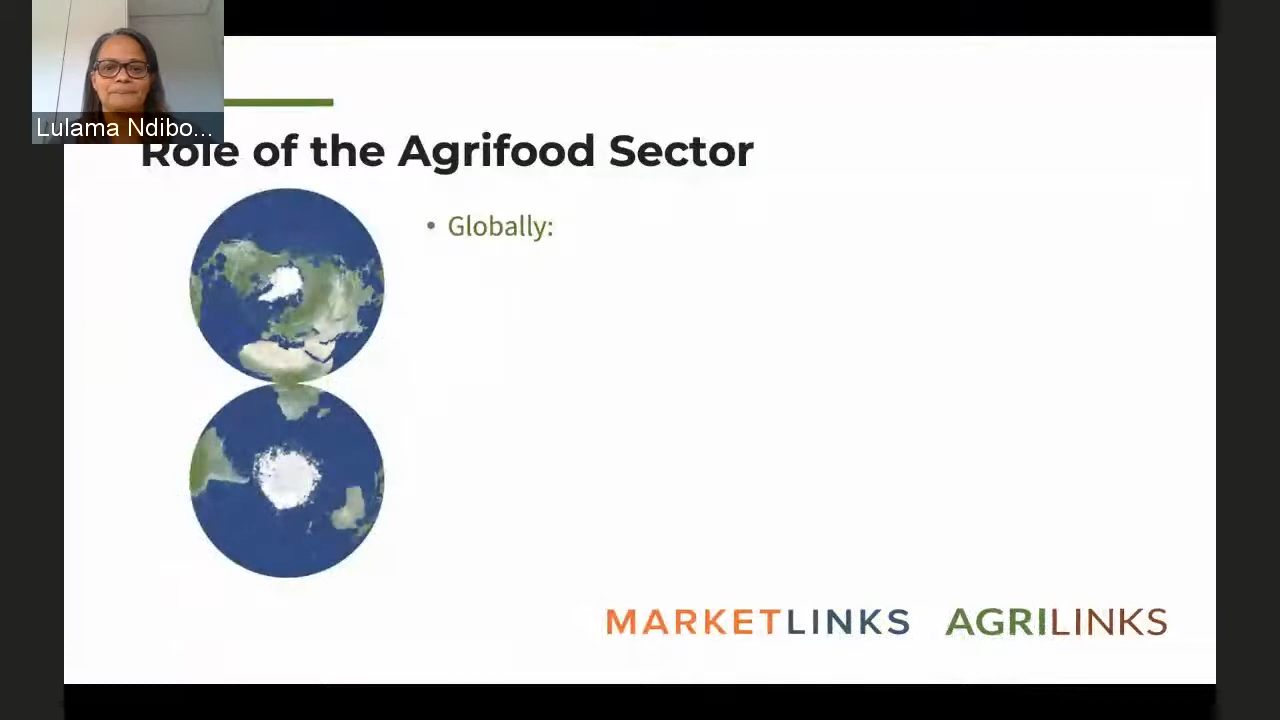 Lulama Ndibo...
Role of the Agrifood Sector
• Globally:
MARKETLINKS AGRILINKS